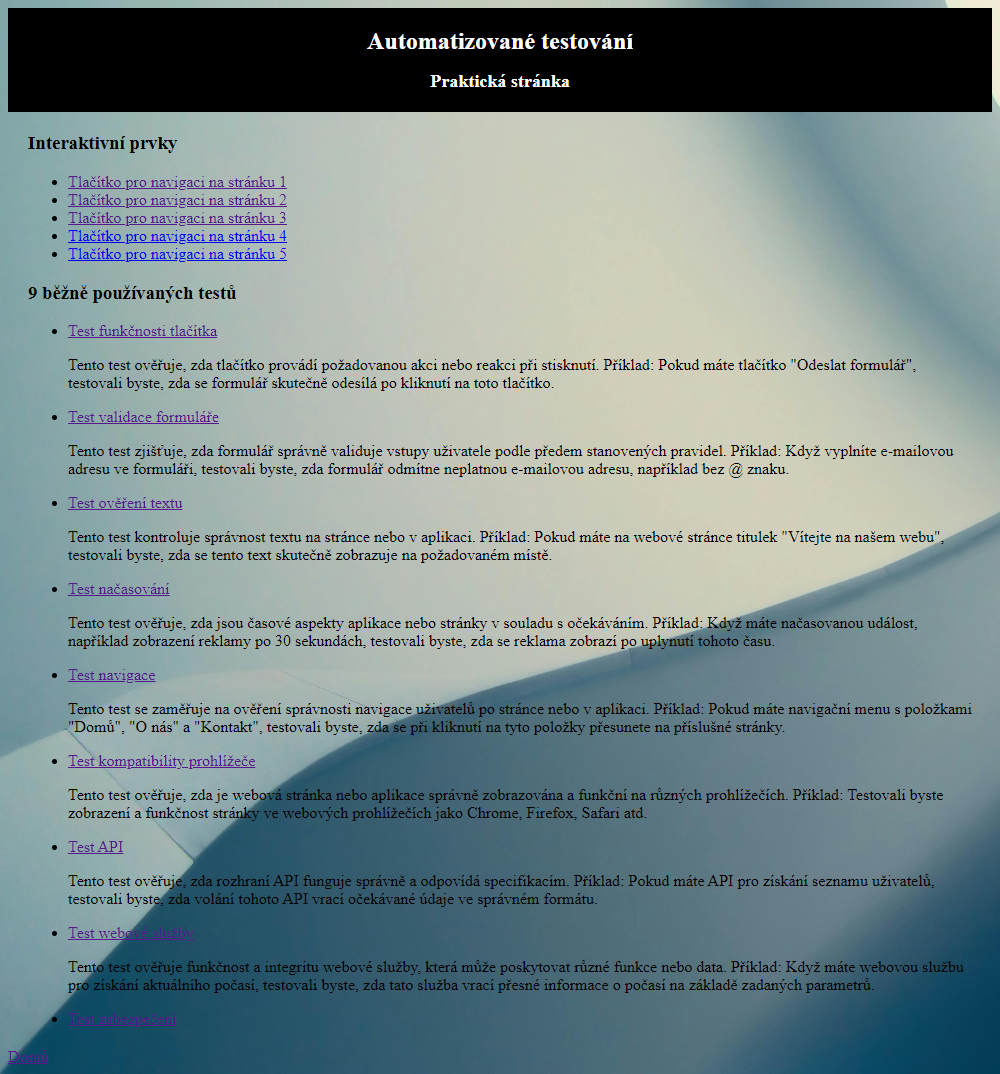 Automatizované testování
Praktická stránka
Interaktivní prvky
Tlačítko pro navigaci na stránku 1
Tlačítko pro navigaci na stránku 2
Tlačítko pro navigaci na stránku 3
Tlačítko pro navigaci na stránku 4
Tlačítko pro navigaci na stránku 5
9 běžně používaných testů
Test funkčnosti tlačítka
Tento test ověřuje, zda tlačítko provádí požadovanou akci nebo reakci při stisknutí. Příklad: Pokud máte tlačítko "Odeslat formulář",
testovali byste, zda se formulář skutečně odesílá po kliknutí na toto tlačítko.
Test validace formuláře
Tento test zjišťuje, zda formulář správně validuje vstupy uživatele podle předem stanovených pravidel. Příklad: Když vyplníte e-mailovou
adresu ve formuláři, testovali byste, zda formulář odmítne neplatnou e-mailovou adresu, například bez @ znaku.
Test ověření textu
Tento test kontroluje správnost textu na stránce nebo v aplikaci. Příklad: Pokud máte na webové stránce titulek "Vítejte na našem webu",
testovali byste, zda se tento text skutečně zobrazuje na požadovaném místě.
Test načasování
Tento test ověřuje, zda jsou časové aspekty aplikace nebo stránky v souladu s očekáváním. Příklad: Když máte načasovanou událost,
například zobrazení reklamy po 30 sekundách, testovali byste, zda se reklama zobrazí po uplynutí tohoto času.
Test navigace
Tento test se zaměřuje na ověření správnosti navigace uživatelů po stránce nebo v aplikaci. Příklad: Pokud máte navigační menu s položkami
"Domů", "O nás" a "Kontakt", testovali byste, zda se při kliknutí na tyto položky přesunete na příslušné stránky.
Test kompatibility prohlížeče
Tento test ověřuje, zda je webová stránka nebo aplikace správně zobrazována a funkční na různých prohlížečích. Příklad: Testovali byste
zobrazení a funkčnost stránky ve webových prohlížečích jako Chrome, Firefox, Safari atd.
Test API
Tento test ověřuje, zda rozhraní API funguje správně a odpovídá specifikacím. Příklad: Pokud máte API pro získání seznamu uživatelů,
testovali byste, zda volání tohoto API vrací očekávané údaje ve správném formátu.
Test webové služby
Tento test ověřuje funkčnost a integritu webové služby, která může poskytovat různé funkce nebo data. Příklad: Když máte webovou službu
pro získání aktuálního počasí, testovali byste, zda tato služba vrací přesné informace o počasí na základě zadaných parametrů.
Test
Domů